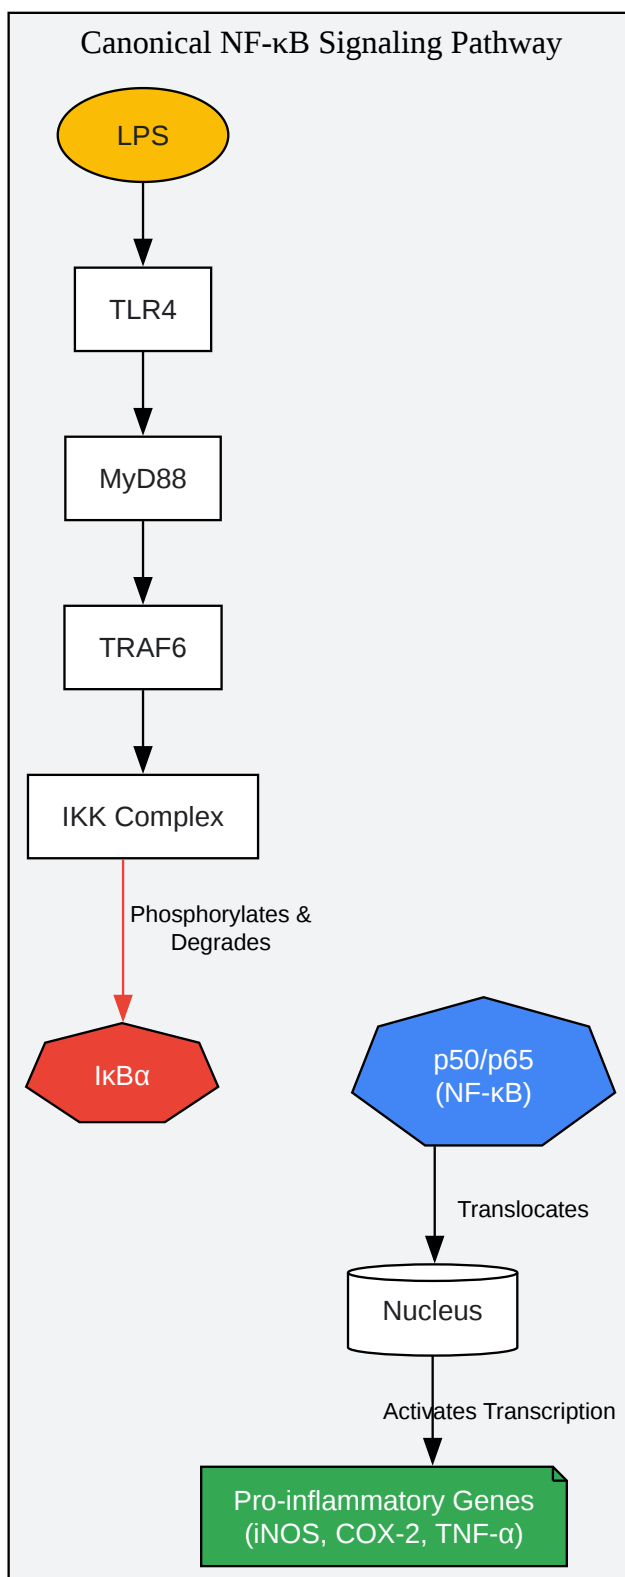 Canonical NF-κB Signaling Pathway
LPS
TLR4
MyD88
TRAF6
IKK Complex
Phosphorylates &
Degrades
IκBα
p50/p65
(NF-κB)
Translocates
Nucleus
Activates Transcription
Pro-inflammatory Genes
(iNOS, COX-2, TNF-α)